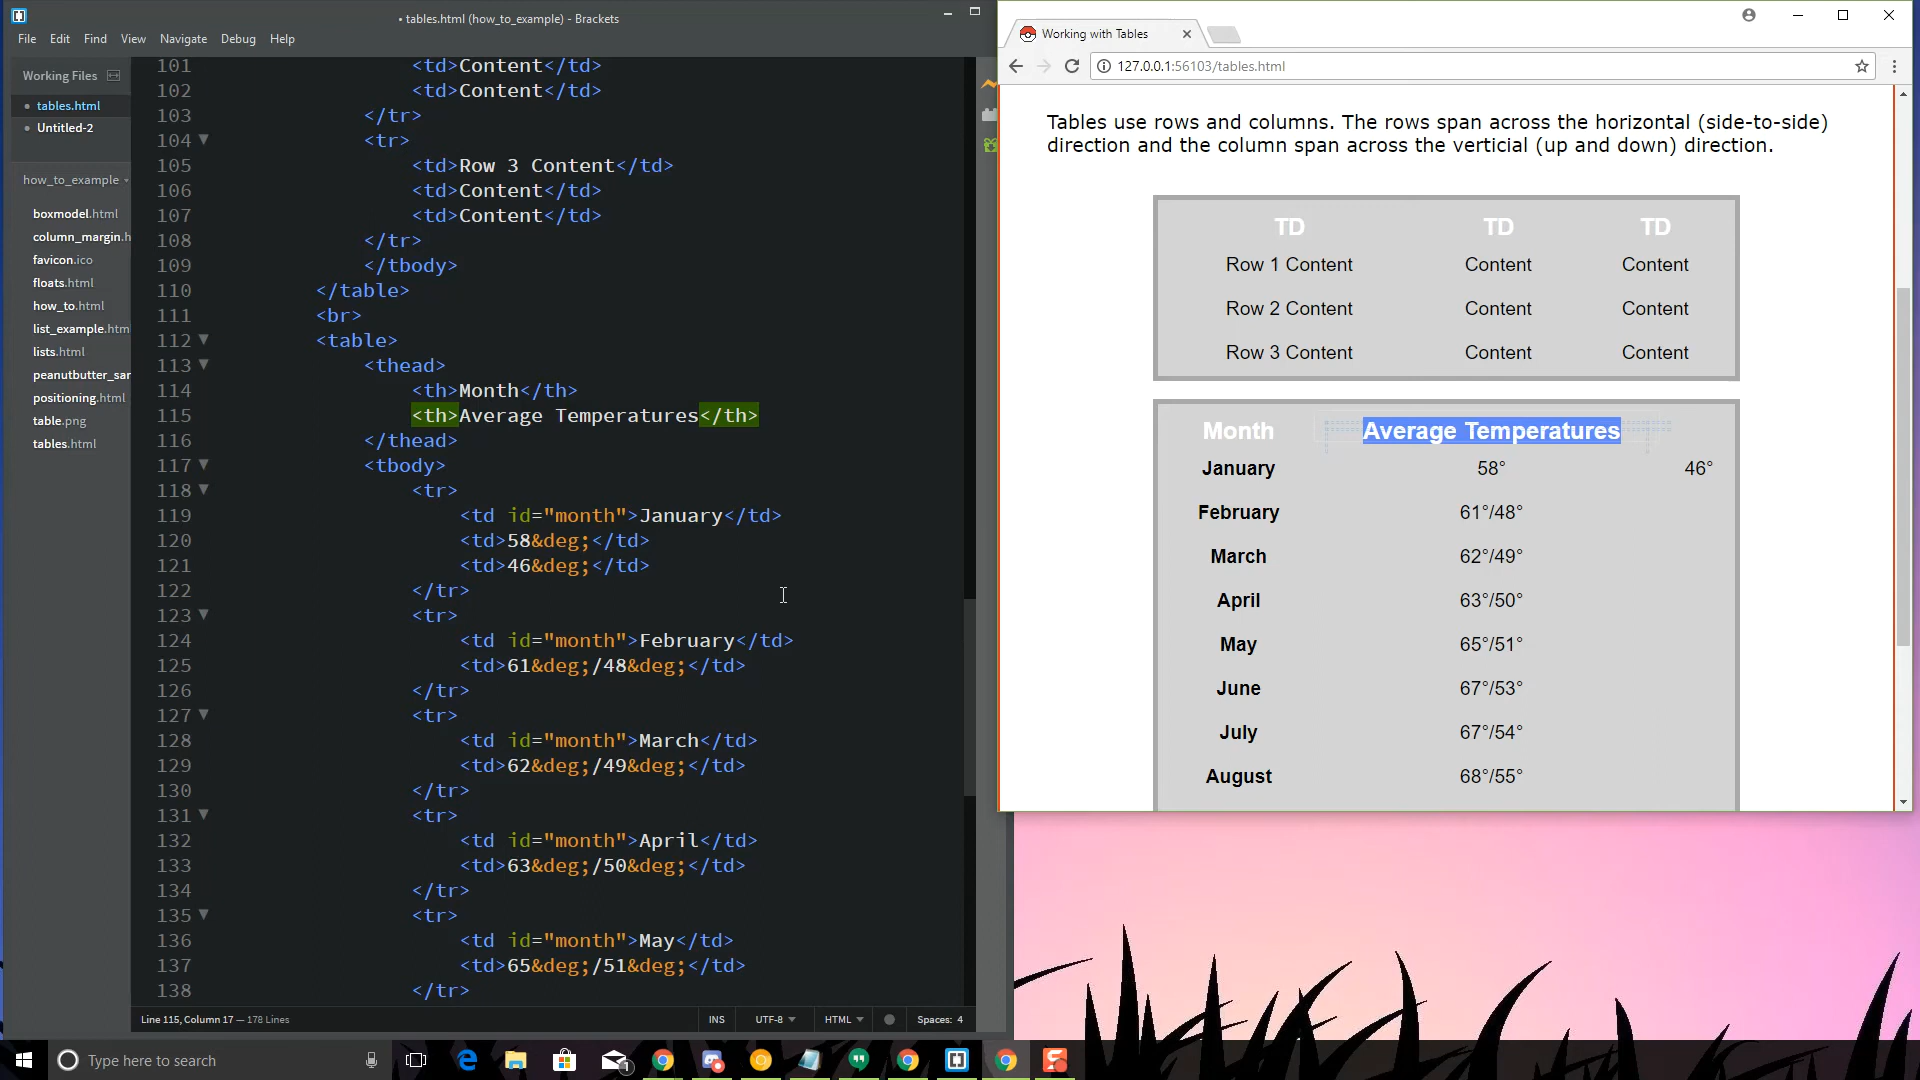 • tables.html (how_to_example) - Brackets
File Edit Find View Navigate Debug Help
Working Files
• tables.html
• Untitled-2
how_to_example
boxmodel.html
column_margin.h
favicon.ico
floats.html
how_to.html
list_example.htm
lists.html
peanutbutter_sar
positioning.html
table.png
tables.html
101 <td>Content</td>
102 <td>Content</td>
103 </tr>
104 <tr>
105 <td>Row 3 Content</td>
106 <td>Content</td>
107 <td>Content</td>
108 </tr>
109 </tbody>
110 </table>
111 <br>
112 <table>
113 <thead>
114 <th>Month</th>
115 <th>Average Temperatures</th>
116 </thead>
117 <tbody>
118 <tr>
119 <td id="month">January</td>
120 <td>58&deg;</td>
121 <td>46&deg;</td>
122 </tr>
123 <tr>
124 <td id="month">February</td>
125 <td>61&deg;/48&deg;</td>
126 </tr>
127 <tr>
128 <td id="month">March</td>
129 <td>62&deg;/49&deg;</td>
130 </tr>
131 <tr>
132 <td id="month">April</td>
133 <td>63&deg;/50&deg;</td>
134 </tr>
135 <tr>
136 <td id="month">May</td>
137 <td>65&deg;/51&deg;</td>
138 </tr>
Line 115, Column 17 — 178 Lines
INS UTF-8 HTML Spaces: 4
Working with Tables
127.0.0.1:56103/tables.html
Tables use rows and columns. The rows span across the horizontal (side-to-side)
direction and the column span across the verticial (up and down) direction.
TD TD TD
Row 1 Content Content Content
Row 2 Content Content Content
Row 3 Content Content Content
Month Average Temperatures
January 58° 46°
February 61°/48°
March 62°/49°
April 63°/50°
May 65°/51°
June 67°/53°
July 67°/54°
August 68°/55°
Type here to search
1